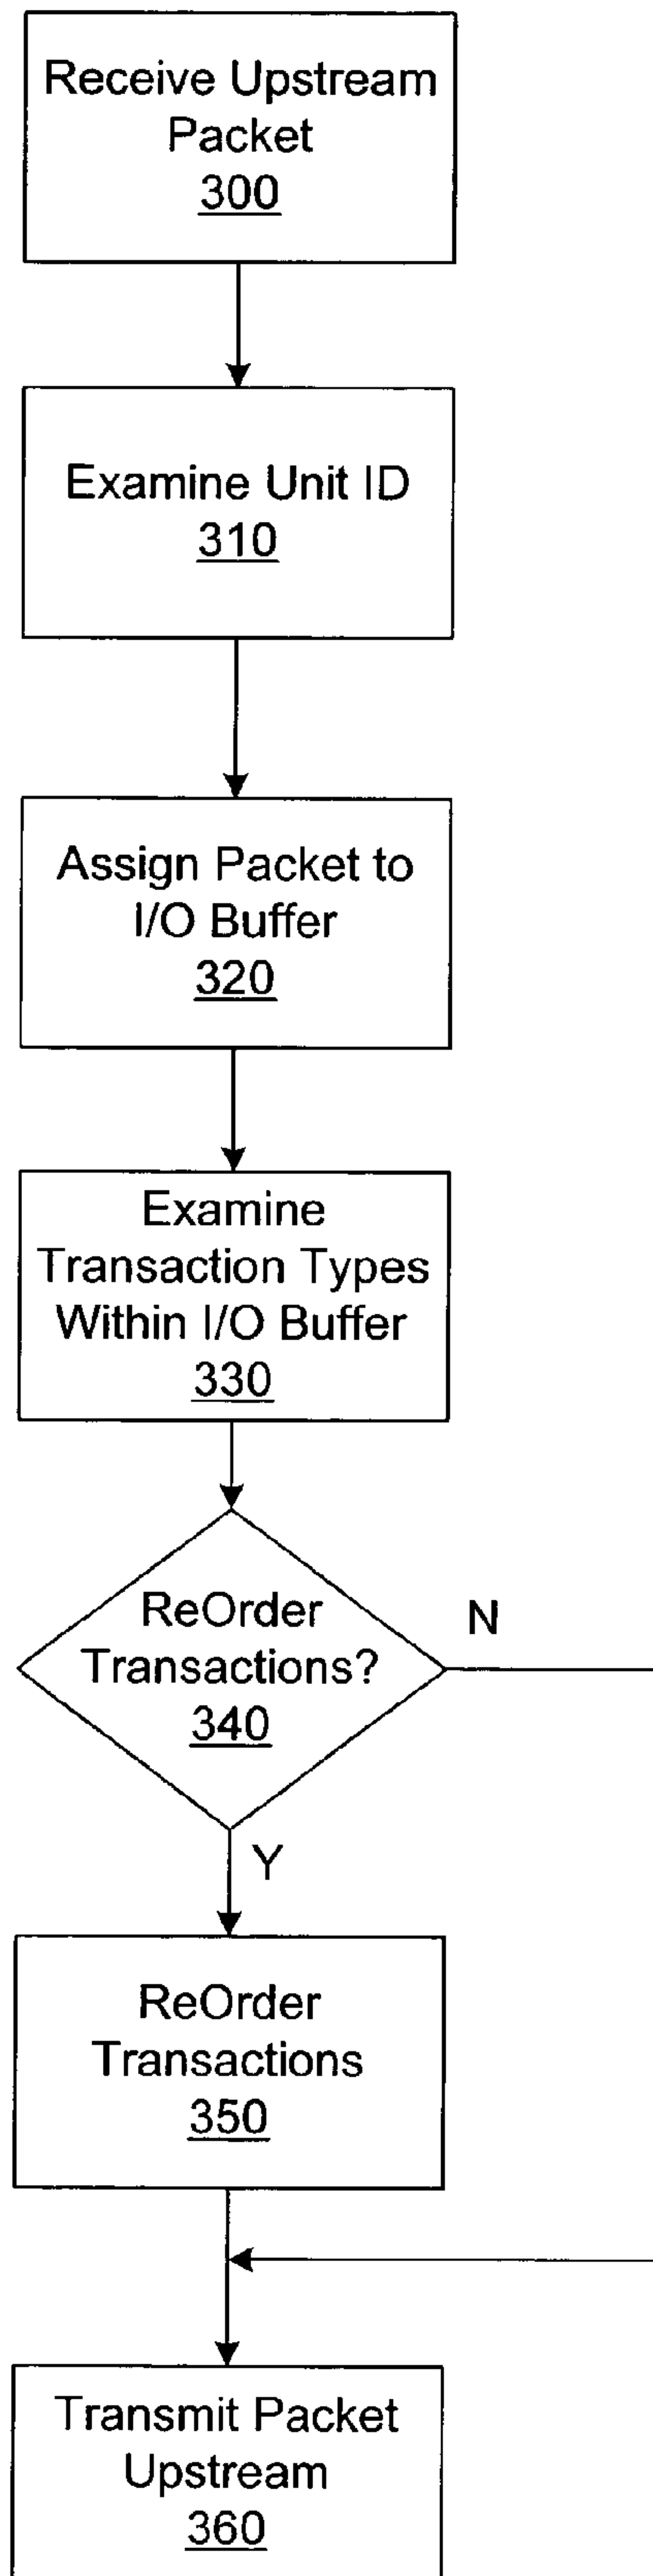 Receive Upstream
Packet
300
Examine Unit ID
310
Assign Packet to
I/O Buffer
320
Examine
Transaction Types
Within I/O Buffer
330
ReOrder
Transactions?
340
N
Y
ReOrder
Transactions
350
Transmit Packet
Upstream
360